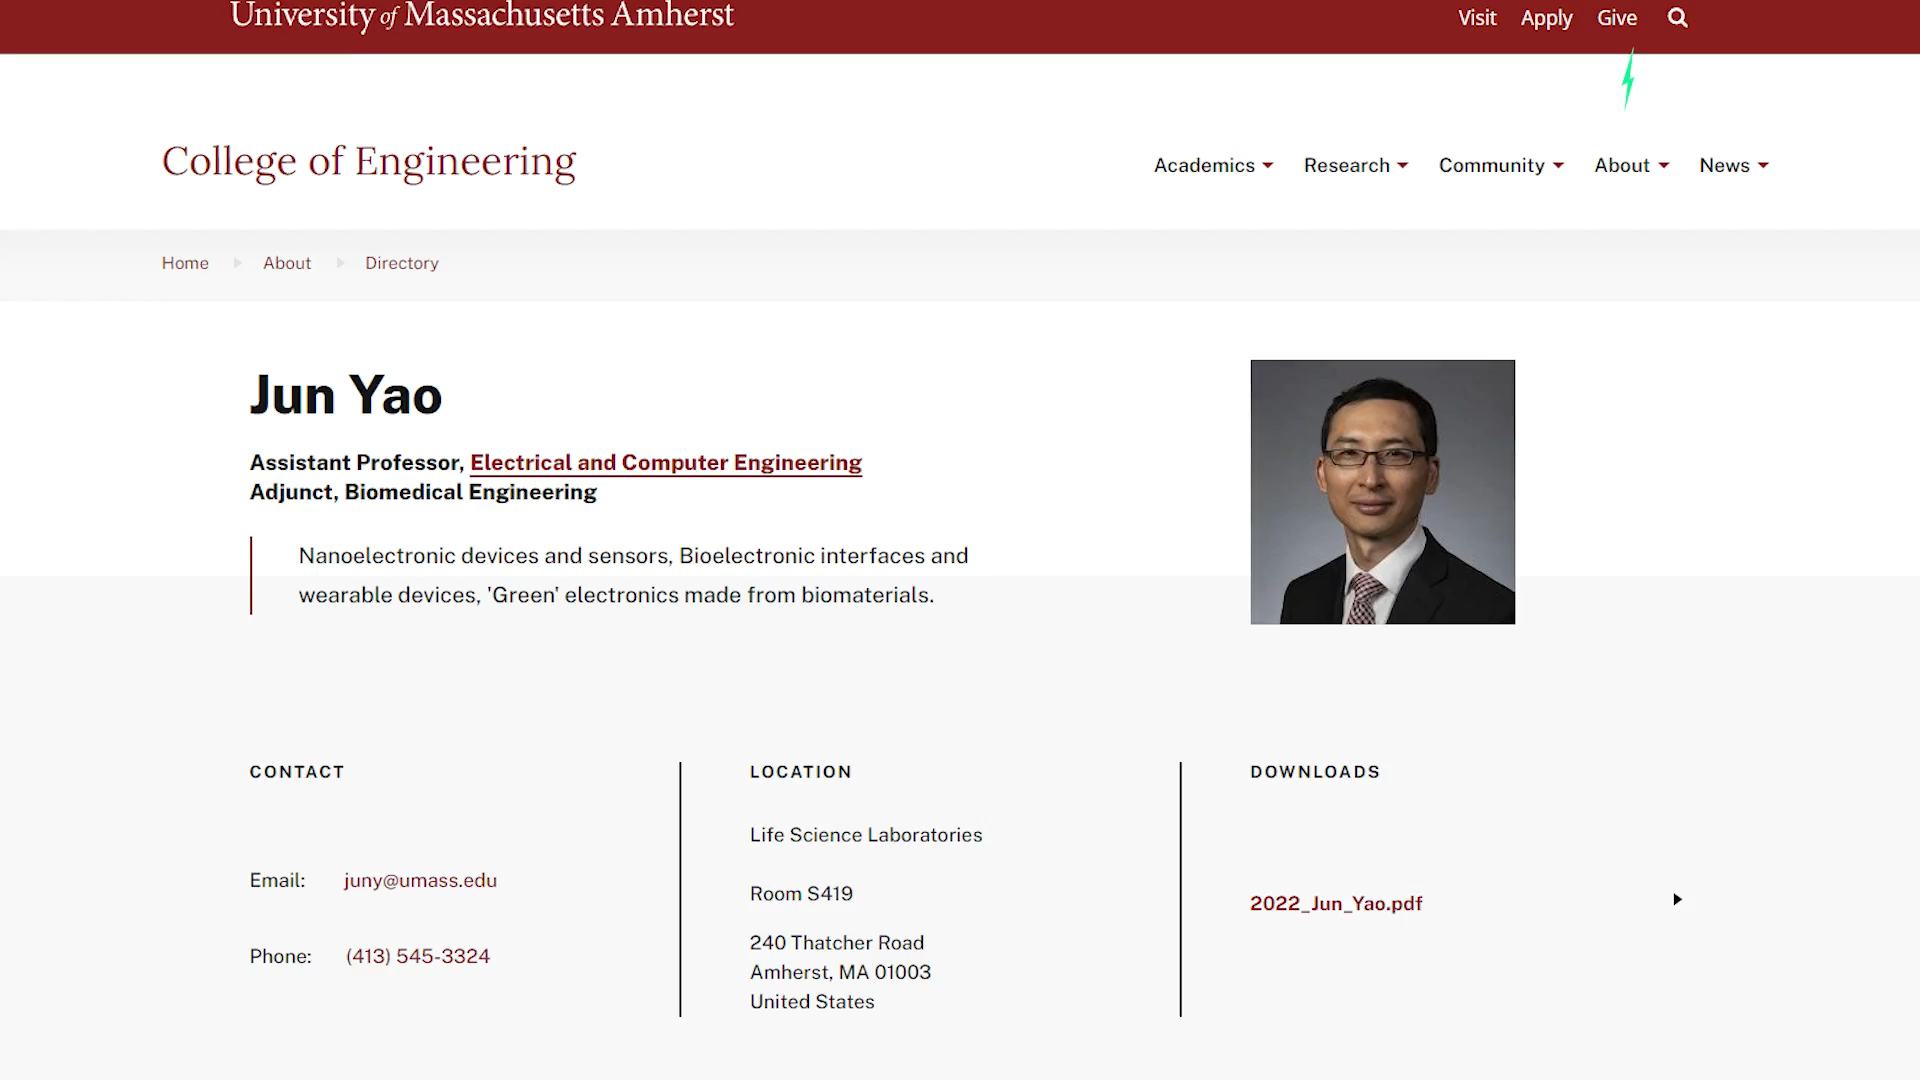 University of Massachusetts Amherst
Visit Apply Give
College of Engineering
Academics Research Community About News
Home About Directory
Jun Yao
Assistant Professor, Electrical and Computer Engineering
Adjunct, Biomedical Engineering
Nanoelectronic devices and sensors, Bioelectronic interfaces and
wearable devices, 'Green' electronics made from biomaterials.
CONTACT
Email: juny@umass.edu
Phone: (413) 545-3324
LOCATION
Life Science Laboratories
Room S419
240 Thatcher Road
Amherst, MA 01003
United States
DOWNLOADS
2022_Jun_Yao.pdf